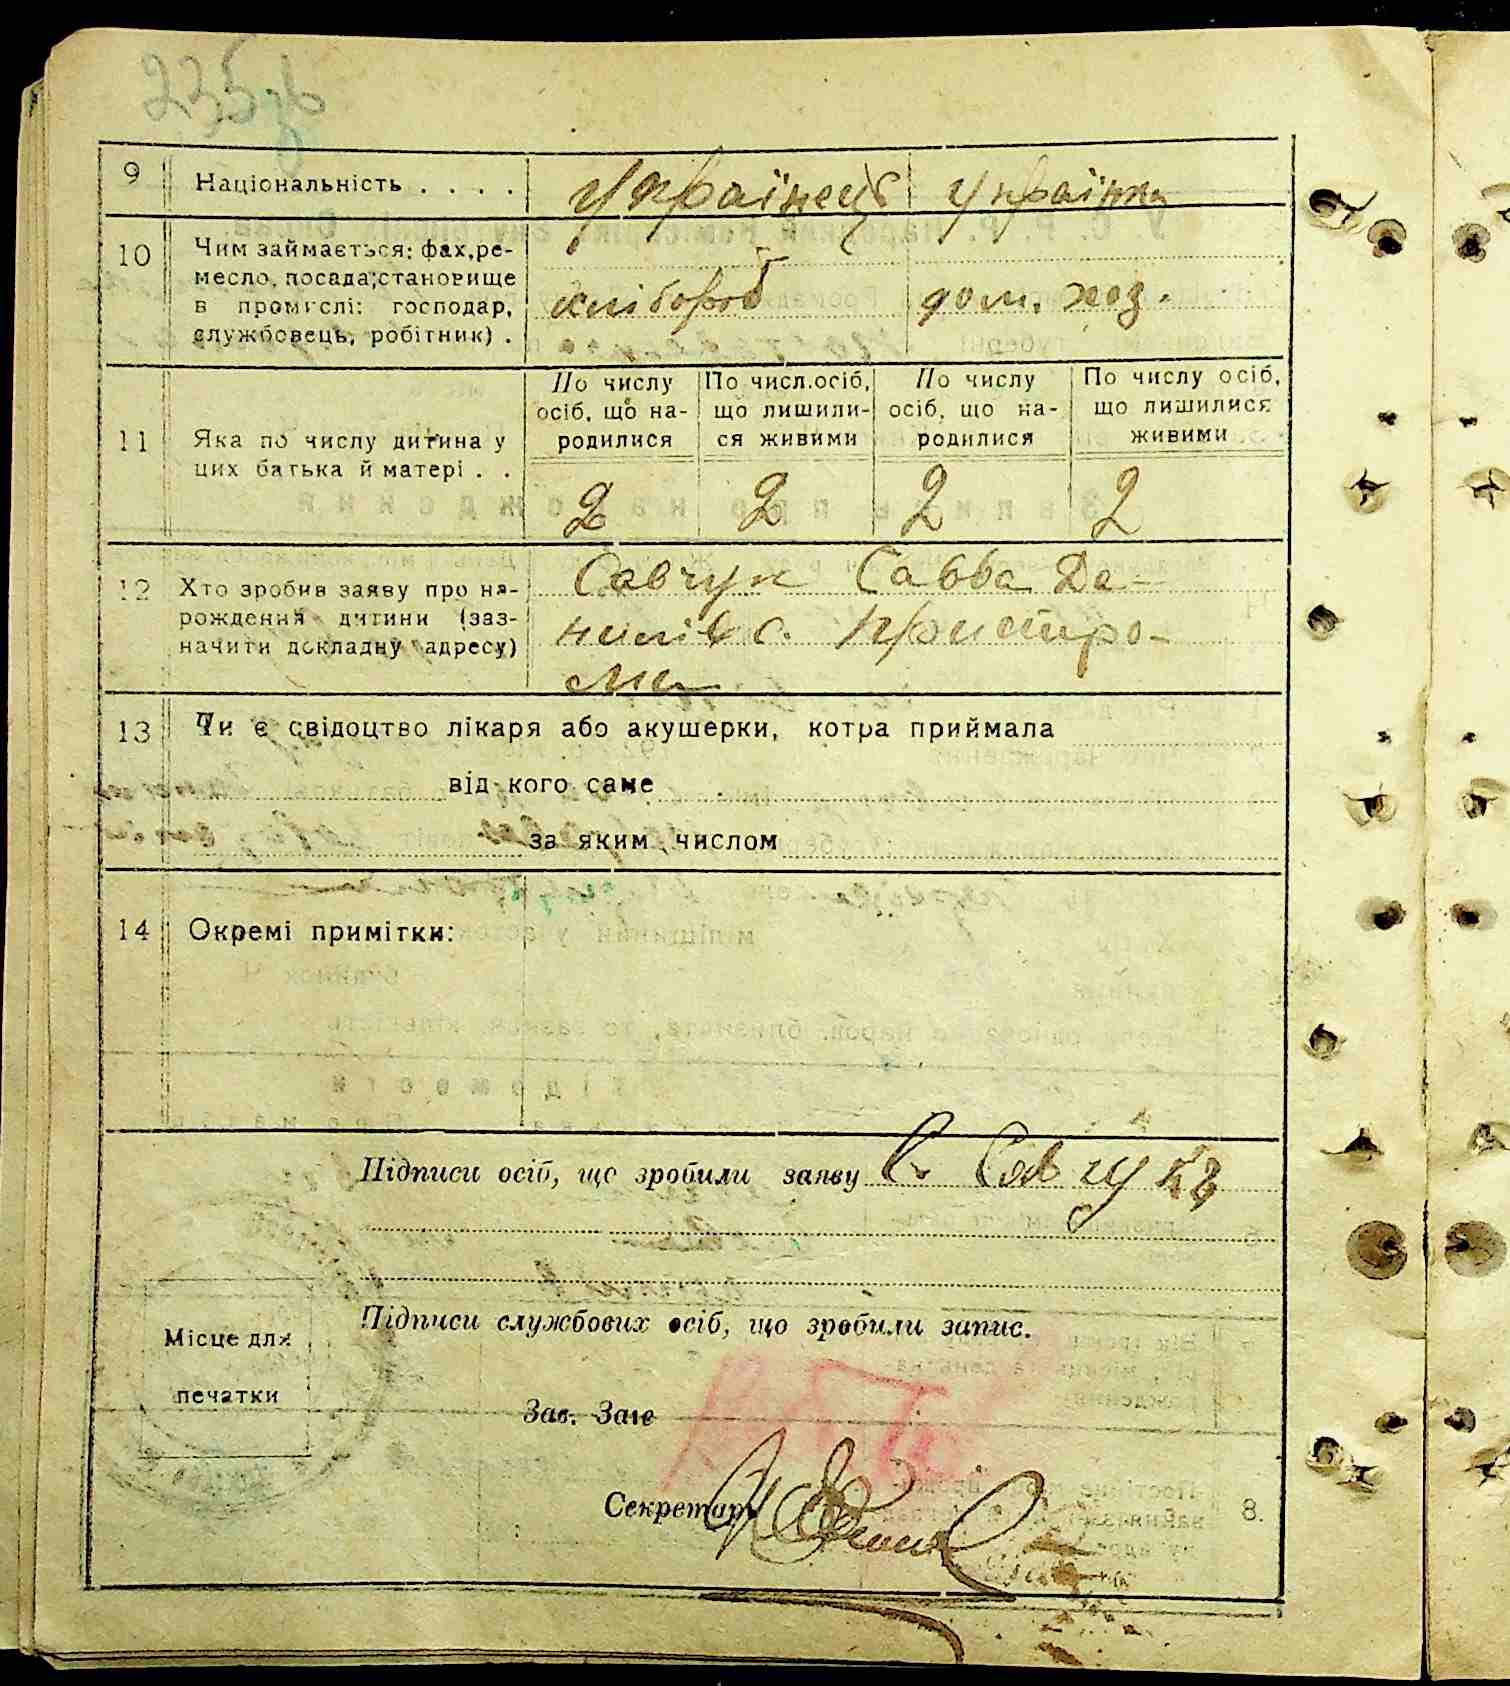 235зв
9 Національність . . . . Українець Українка
10 Чим займається: фах, ре-
месло, посада; становище
в промислі: господар,
службовець, робітник) .
хлібороб дом. хоз.
11 Яка по числу дитина у
цих батька й матері . .
По числу осіб, що на-родилися
По числ. осіб, що лишили-ся живими
По числу осіб, що на-родилися
По числу осіб, що лишилися живими
2 2 2 2
12 Хто зробив заяву про на-
рождення дитини (заз-
начити докладну адресу)
Савчук Савва Да-
нилів с. Пристро-
ми
13 Чи є свідоцтво лікаря або акушерки, котра приймала
від кого саме
за яким числом
14 Окремі примітки:
Підписи осіб, що зробили заяву С. Савчук
Підписи службових осіб, що зробили запис.
Місце для
печатки
Зав. Заге
Секретар
8.